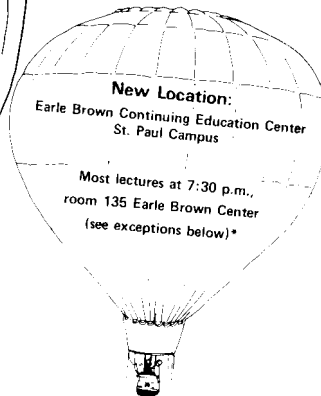 New Location:
Earle Brown Continuing Education Center
St. Paul Campus
Most lectures at 7:30 p.m.,
room 135 Earle Brown Center
(see exceptions below)*